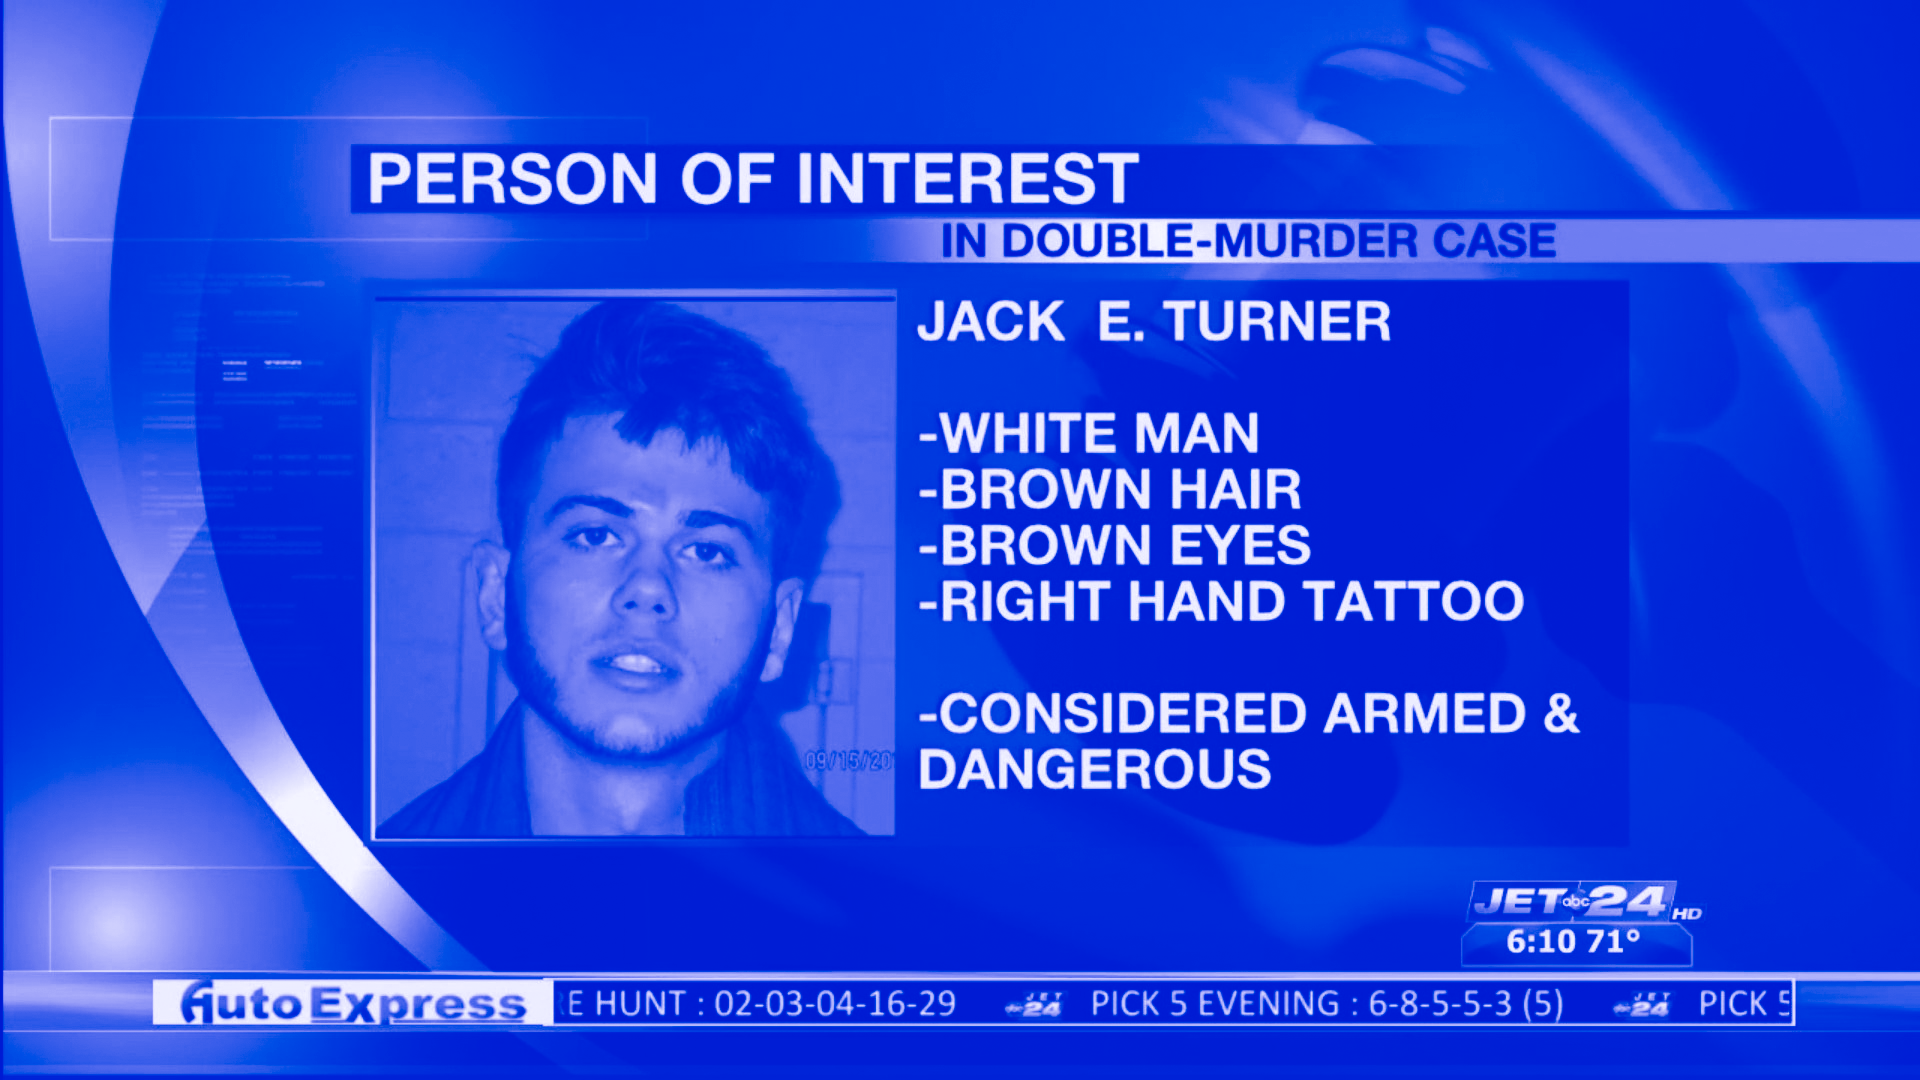 PERSON OF INTEREST
IN DOUBLE-MURDER CASE
JACK E. TURNER
-WHITE MAN
-BROWN HAIR
-BROWN EYES
-RIGHT HAND TATTOO
-CONSIDERED ARMED &
DANGEROUS
09/15/20
JET abc 24 HD
6:10 71°
AutoExpress
E HUNT : 02-03-04-16-29 JET abc 24 PICK 5 EVENING : 6-8-5-5-3 (5) JET abc 24 PICK 5